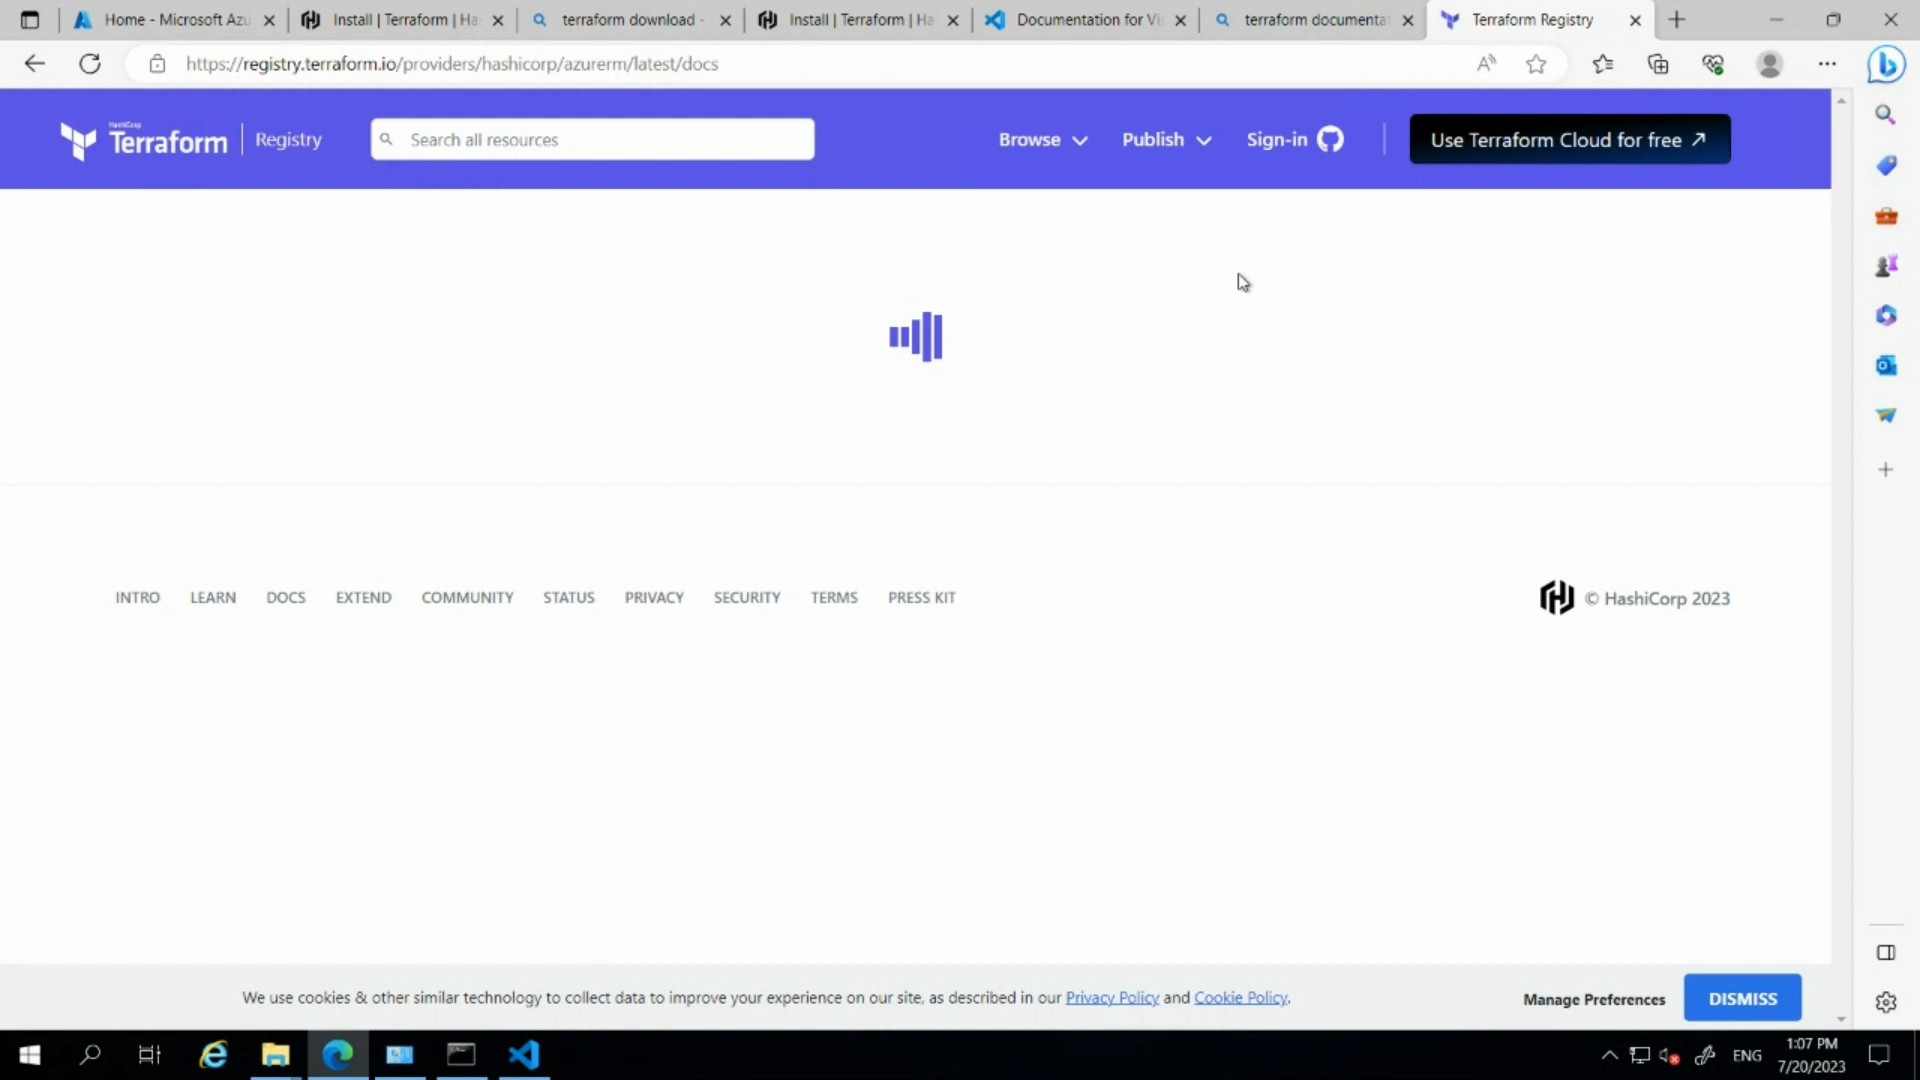 Home - Microsoft Azu
Install | Terraform | Ha
terraform download -
Install | Terraform | Ha
Documentation for Vis
terraform documentat
Terraform Registry
https://registry.terraform.io/providers/hashicorp/azurerm/latest/docs
HashiCorp
Terraform
Registry
Search all resources
Browse
Publish
Sign-in
Use Terraform Cloud for free
INTRO
LEARN
DOCS
EXTEND
COMMUNITY
STATUS
PRIVACY
SECURITY
TERMS
PRESS KIT
© HashiCorp 2023
We use cookies & other similar technology to collect data to improve your experience on our site, as described in our Privacy Policy and Cookie Policy.
Manage Preferences
DISMISS
ENG
1:07 PM
7/20/2023